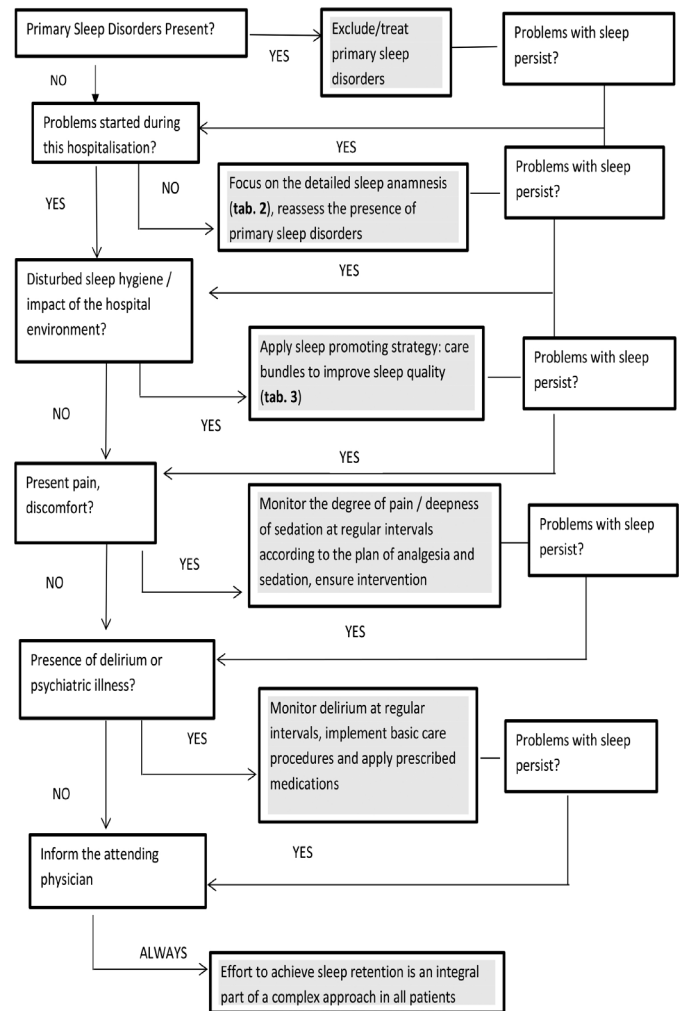 Primary Sleep Disorders Present?
YES
Exclude/treat
primary sleep
disorders
Problems with sleep
persist?
NO
Problems started during
this hospitalisation?
YES
YES
NO
Focus on the detailed sleep anamnesis
(tab. 2), reassess the presence of
primary sleep disorders
Problems with sleep
persist?
YES
Disturbed sleep hygiene /
impact of the hospital
environment?
NO
YES
Apply sleep promoting strategy: care
bundles to improve sleep quality
(tab. 3)
Problems with sleep
persist?
YES
Present pain,
discomfort?
NO
YES
Monitor the degree of pain / deepness
of sedation at regular intervals
according to the plan of analgesia and
sedation, ensure intervention
Problems with sleep
persist?
YES
Presence of delirium or
psychiatric illness?
NO
YES
Monitor delirium at regular
intervals, implement basic care
procedures and apply prescribed
medications
Problems with sleep
persist?
YES
Inform the attending
physician
ALWAYS
Effort to achieve sleep retention is an integral
part of a complex approach in all patients